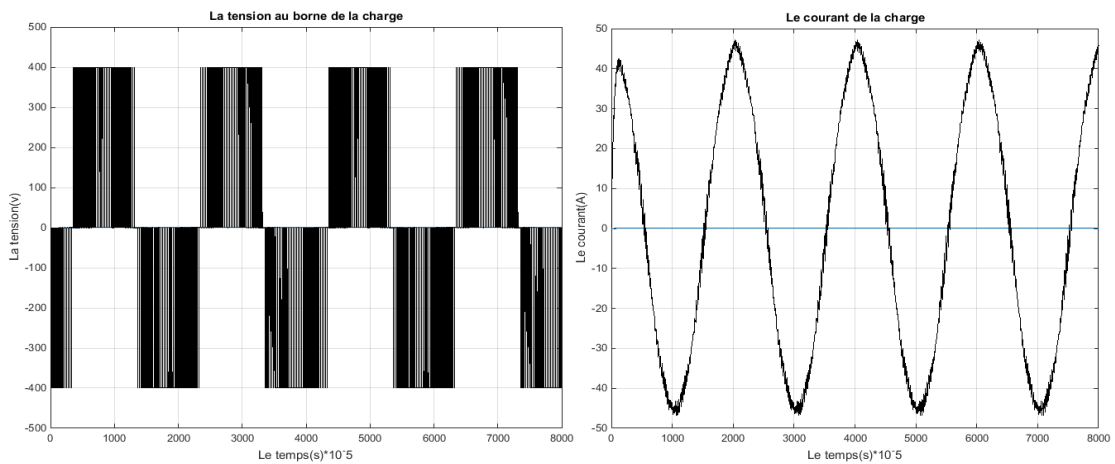 La tension au borne de la charge
500
400
300
200
100
0
-100
-200
-300
-400
-500
La tension(v)
0 1000 2000 3000 4000 5000 6000 7000 8000
Le temps(s)*10-5
Le courant de la charge
50
40
30
20
10
0
-10
-20
-30
-40
-50
Le courant(A)
0 1000 2000 3000 4000 5000 6000 7000 8000
Le temps(s)*10-5